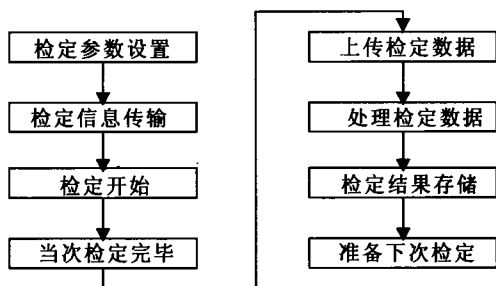 检定参数设置
检定信息传输
检定开始
当次检定完毕
上传检定数据
处理检定数据
检定结果存储
准备下次检定